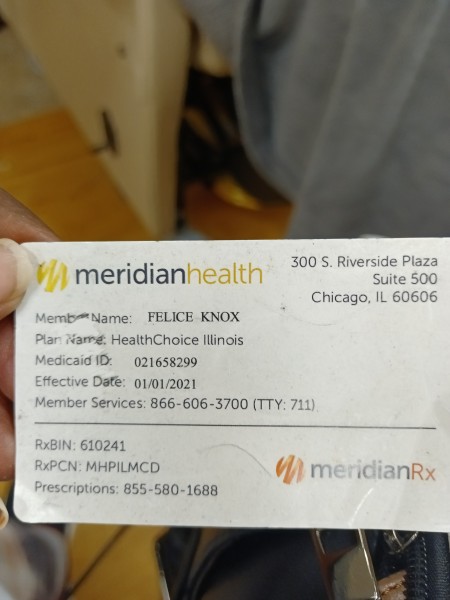 meridianhealth
300 S. Riverside Plaza
Suite 500
Chicago, IL 60606
Member Name: FELICE KNOX
Plan Name: HealthChoice Illinois
Medicaid ID: 021658299
Effective Date: 01/01/2021
Member Services: 866-606-3700 (TTY: 711)
RxBIN: 610241
RxPCN: MHPILMCD
meridianRx
Prescriptions: 855-580-1688